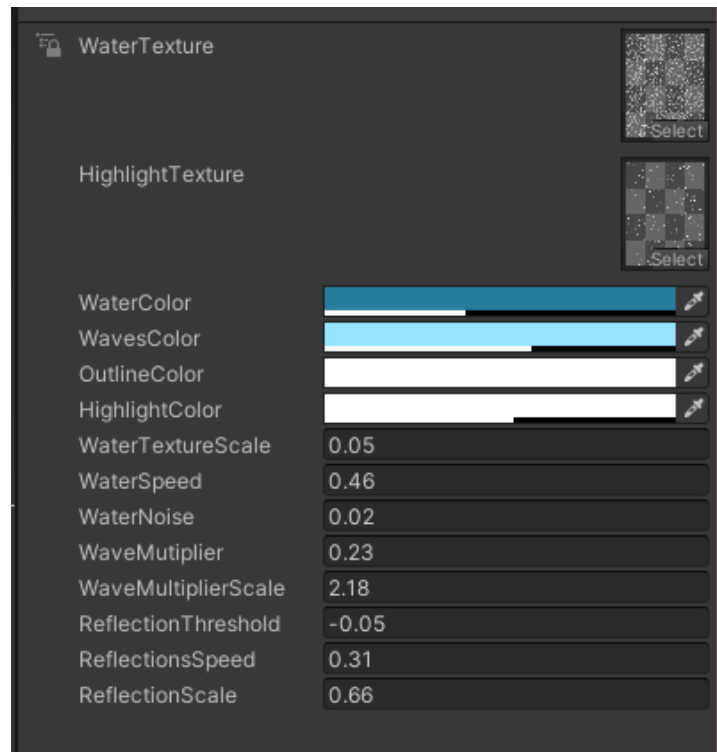 WaterTexture
Select
HighlightTexture
Select
WaterColor
WavesColor
OutlineColor
HighlightColor
WaterTextureScale 0.05
WaterSpeed 0.46
WaterNoise 0.02
WaveMutiplier 0.23
WaveMultiplierScale 2.18
ReflectionThreshold -0.05
ReflectionsSpeed 0.31
ReflectionScale 0.66